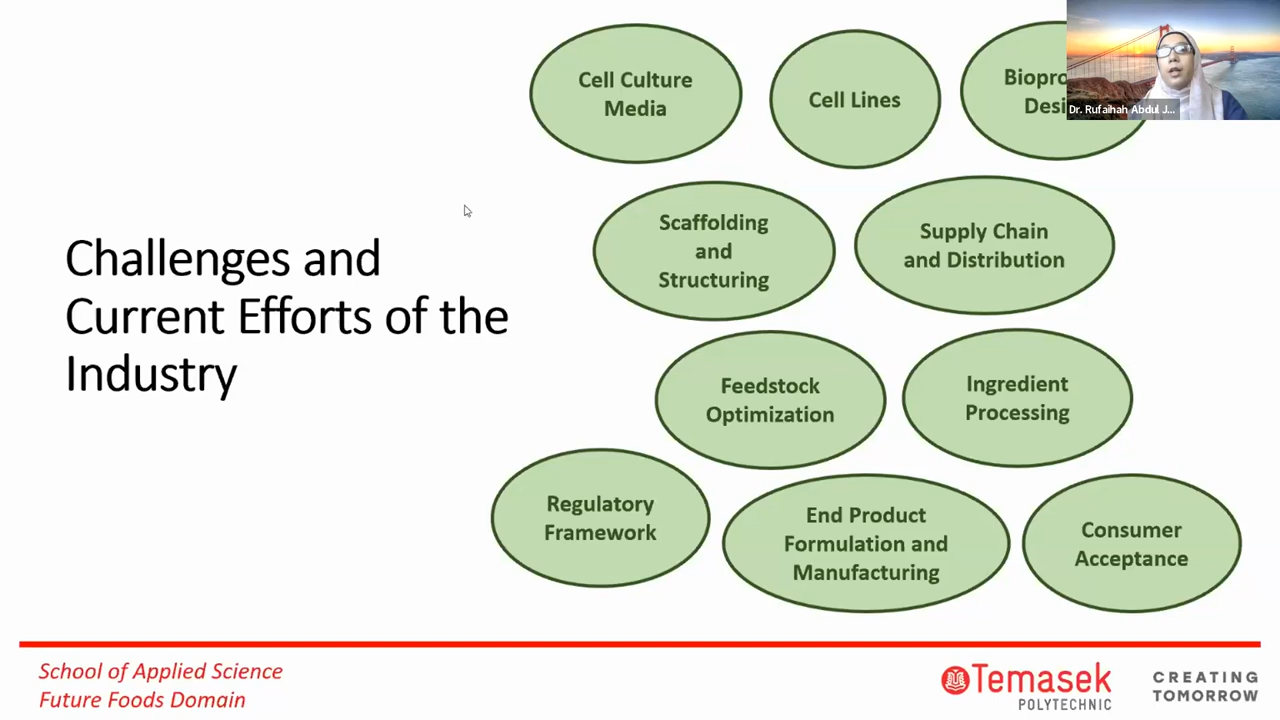 Challenges and
Current Efforts of the
Industry
Cell Culture
Media
Cell Lines
Dr. Rufaihah Abdul J...
Scaffolding
and
Structuring
Supply Chain
and Distribution
Feedstock
Optimization
Ingredient
Processing
Regulatory
Framework
End Product
Formulation and
Manufacturing
Consumer
Acceptance
School of Applied Science
Future Foods Domain
Temasek
POLYTECHNIC
CREATING
TOMORROW